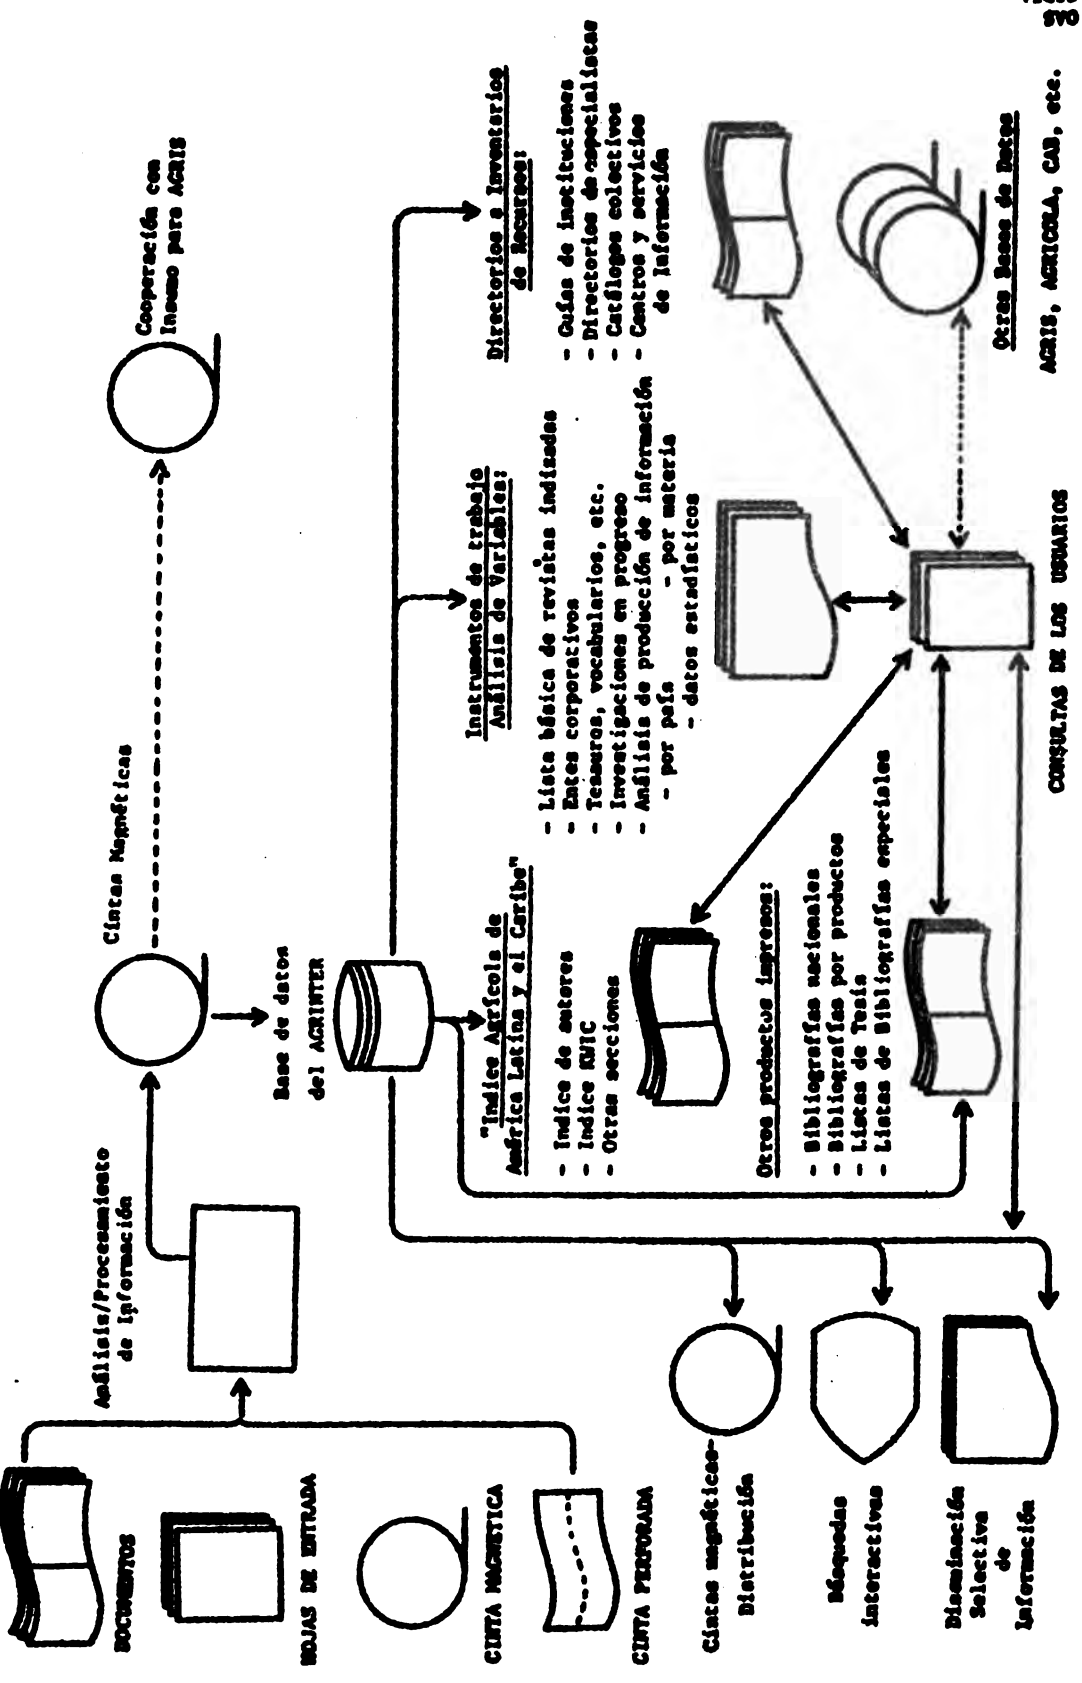 DOCUMENTOS
HOJAS DE ENTRADA
CINTA MAGNETICA
CINTA PERFORADA
Análisis/Procesamiento
de Información
Cintas Magnéticas
Cooperación con
Insumo para AGRIS
Base de datos
del AGRINTER
"Indice Agrícola de
América Latina y el Caribe"
- Indice de autores
- Indice KWIC
- Otras secciones
Otros productos impresos:
- Bibliografías nacionales
- Bibliografías por productos
- Listas de Tesis
- Listas de Bibliografías especiales
Instrumentos de trabajo
Análisis de Variables:
- Lista básica de revistas indizadas
- Entes corporativos
- Tesauros, vocabularios, etc.
- Investigaciones en progreso
- Análisis de producción de información
- por país - por materia
- datos estadísticos
Directorios e Inventarios
de Recursos:
- Guías de instituciones
- Directorios de especialistas
- Catálogos colectivos
- Centros y servicios
de Información
Cintas magnéticas-
Distribución
Búsquedas
interactivas
Diseminación
Selectiva
de
Información
CONSULTAS DE LOS USUARIOS
Otras Bases de Datos
AGRIS, AGRICOLA, CAB, etc.